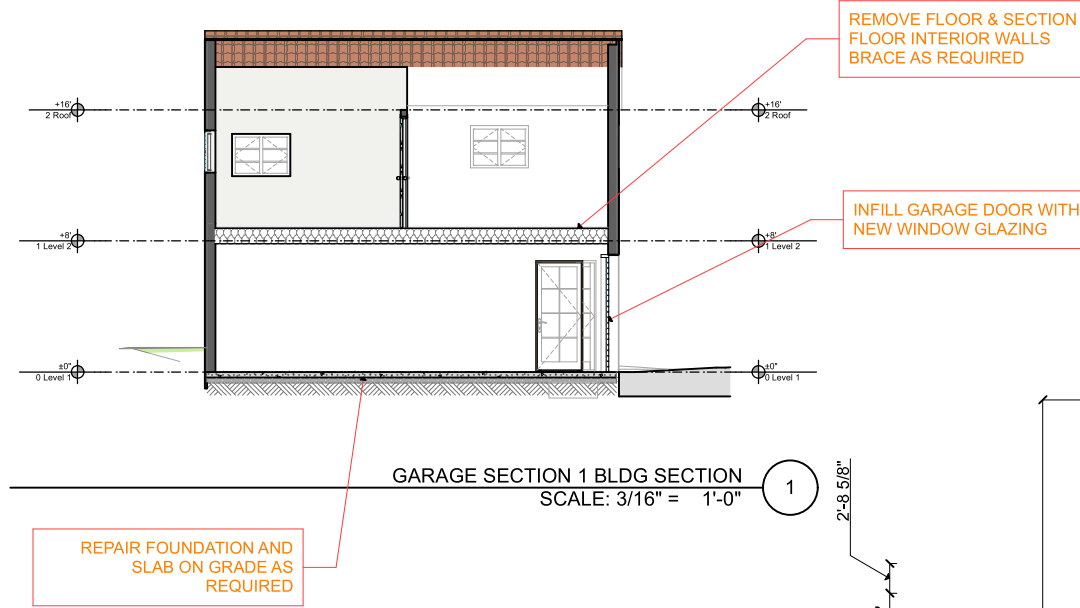 REMOVE FLOOR & SECTION
FLOOR INTERIOR WALLS
BRACE AS REQUIRED
+16'
2 Roof
+16'
2 Roof
INFILL GARAGE DOOR WITH
NEW WINDOW GLAZING
+8'
1 Level 2
+8'
1 Level 2
±0"
0 Level 1
±0"
0 Level 1
GARAGE SECTION 1 BLDG SECTION
SCALE: 3/16" = 1'-0"
1
2'-8 5/8"
REPAIR FOUNDATION AND
SLAB ON GRADE AS
REQUIRED